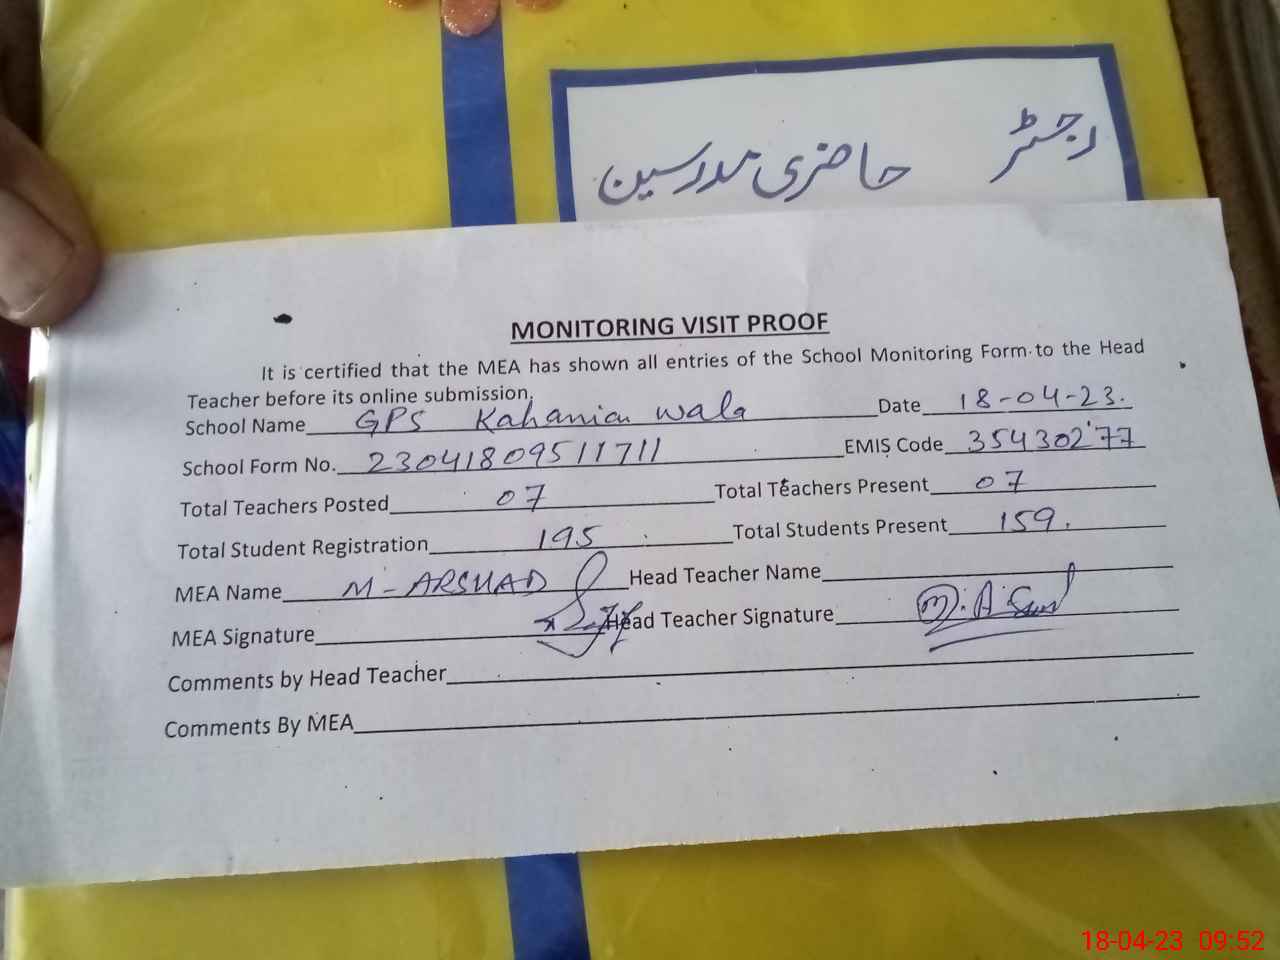 رجسٹر حاضری مدرسین
MONITORING VISIT PROOF
It is certified that the MEA has shown all entries of the School Monitoring Form to the Head
Teacher before its online submission.
School Name GPS Kahanian wala Date 18-04-23.
School Form No. 23041809511711 EMIS Code 35430277
Total Teachers Posted 07 Total Teachers Present 07
Total Student Registration 195 Total Students Present 159.
MEA Name M-ARSHAD Head Teacher Name
MEA Signature Head Teacher Signature
Comments by Head Teacher
Comments By MEA
18-04-23 09:52